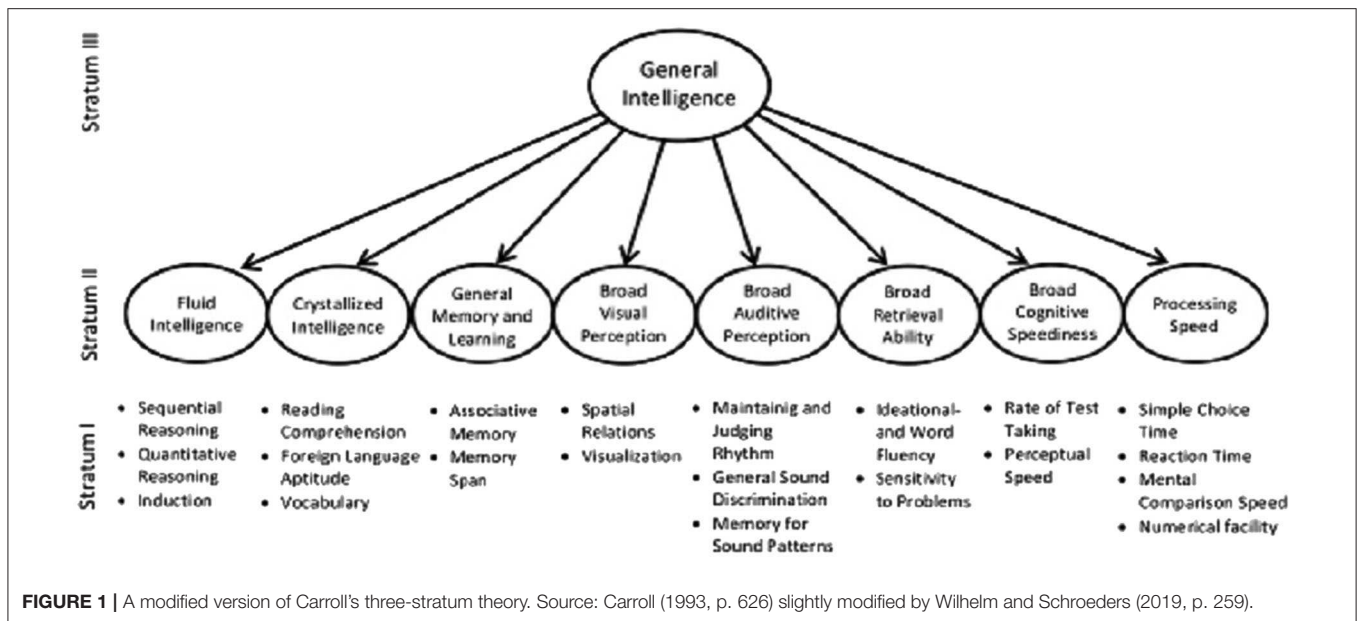 Stratum III
General
Intelligence
Stratum II
Fluid
Intelligence
Crystallized
Intelligence
General
Memory and
Learning
Broad
Visual
Perception
Broad
Auditive
Perception
Broad
Retrieval
Ability
Broad
Cognitive
Speediness
Processing
Speed
Stratum I
• Sequential
Reasoning
• Quantitative
Reasoning
• Induction
• Reading
Comprehension
• Foreign Language
Aptitude
• Vocabulary
• Associative
Memory
• Memory
Span
• Spatial
Relations
• Visualization
• Maintainig and
Judging
Rhythm
• General Sound
Discrimination
• Memory for
Sound Patterns
• Ideational-
and Word
Fluency
• Sensitivity
to Problems
• Rate of Test
Taking
• Perceptual
Speed
• Simple Choice
Time
• Reaction Time
• Mental
Comparison Speed
• Numerical facility
FIGURE 1 | A modified version of Carroll's three-stratum theory. Source: Carroll (1993, p. 626) slightly modified by Wilhelm and Schroeders (2019, p. 259).